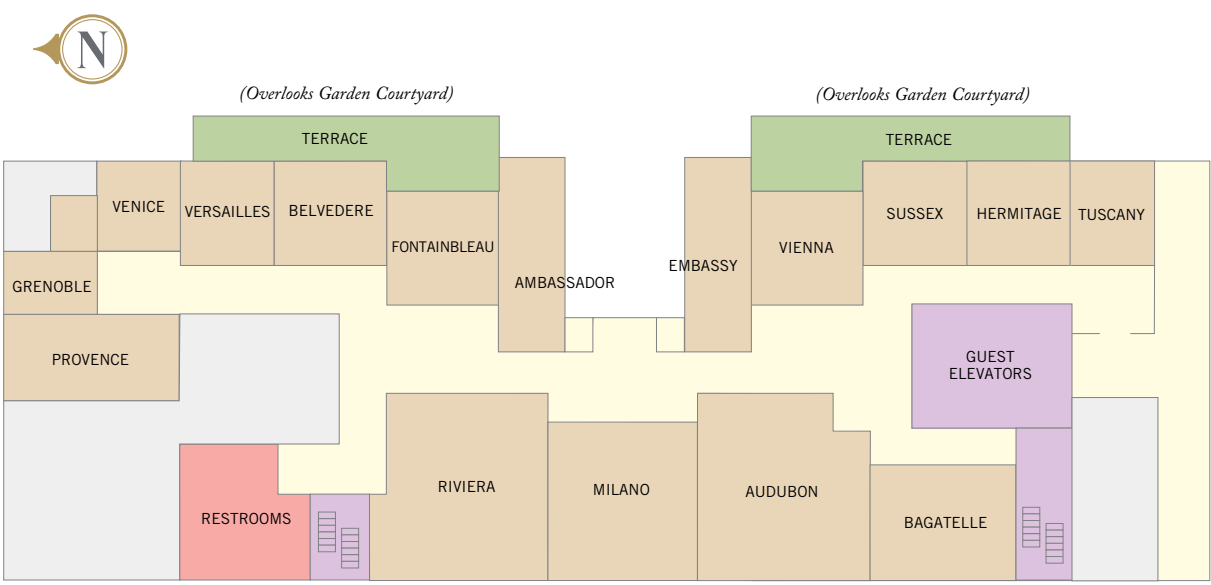 N
(Overlooks Garden Courtyard)
(Overlooks Garden Courtyard)
TERRACE
TERRACE
VENICE
VERSAILLES
BELVEDERE
FONTAINBLEAU
AMBASSADOR
EMBASSY
VIENNA
SUSSEX
HERMITAGE
TUSCANY
GRENOBLE
PROVENCE
GUEST
ELEVATORS
RESTROOMS
RIVIERA
MILANO
AUDUBON
BAGATELLE